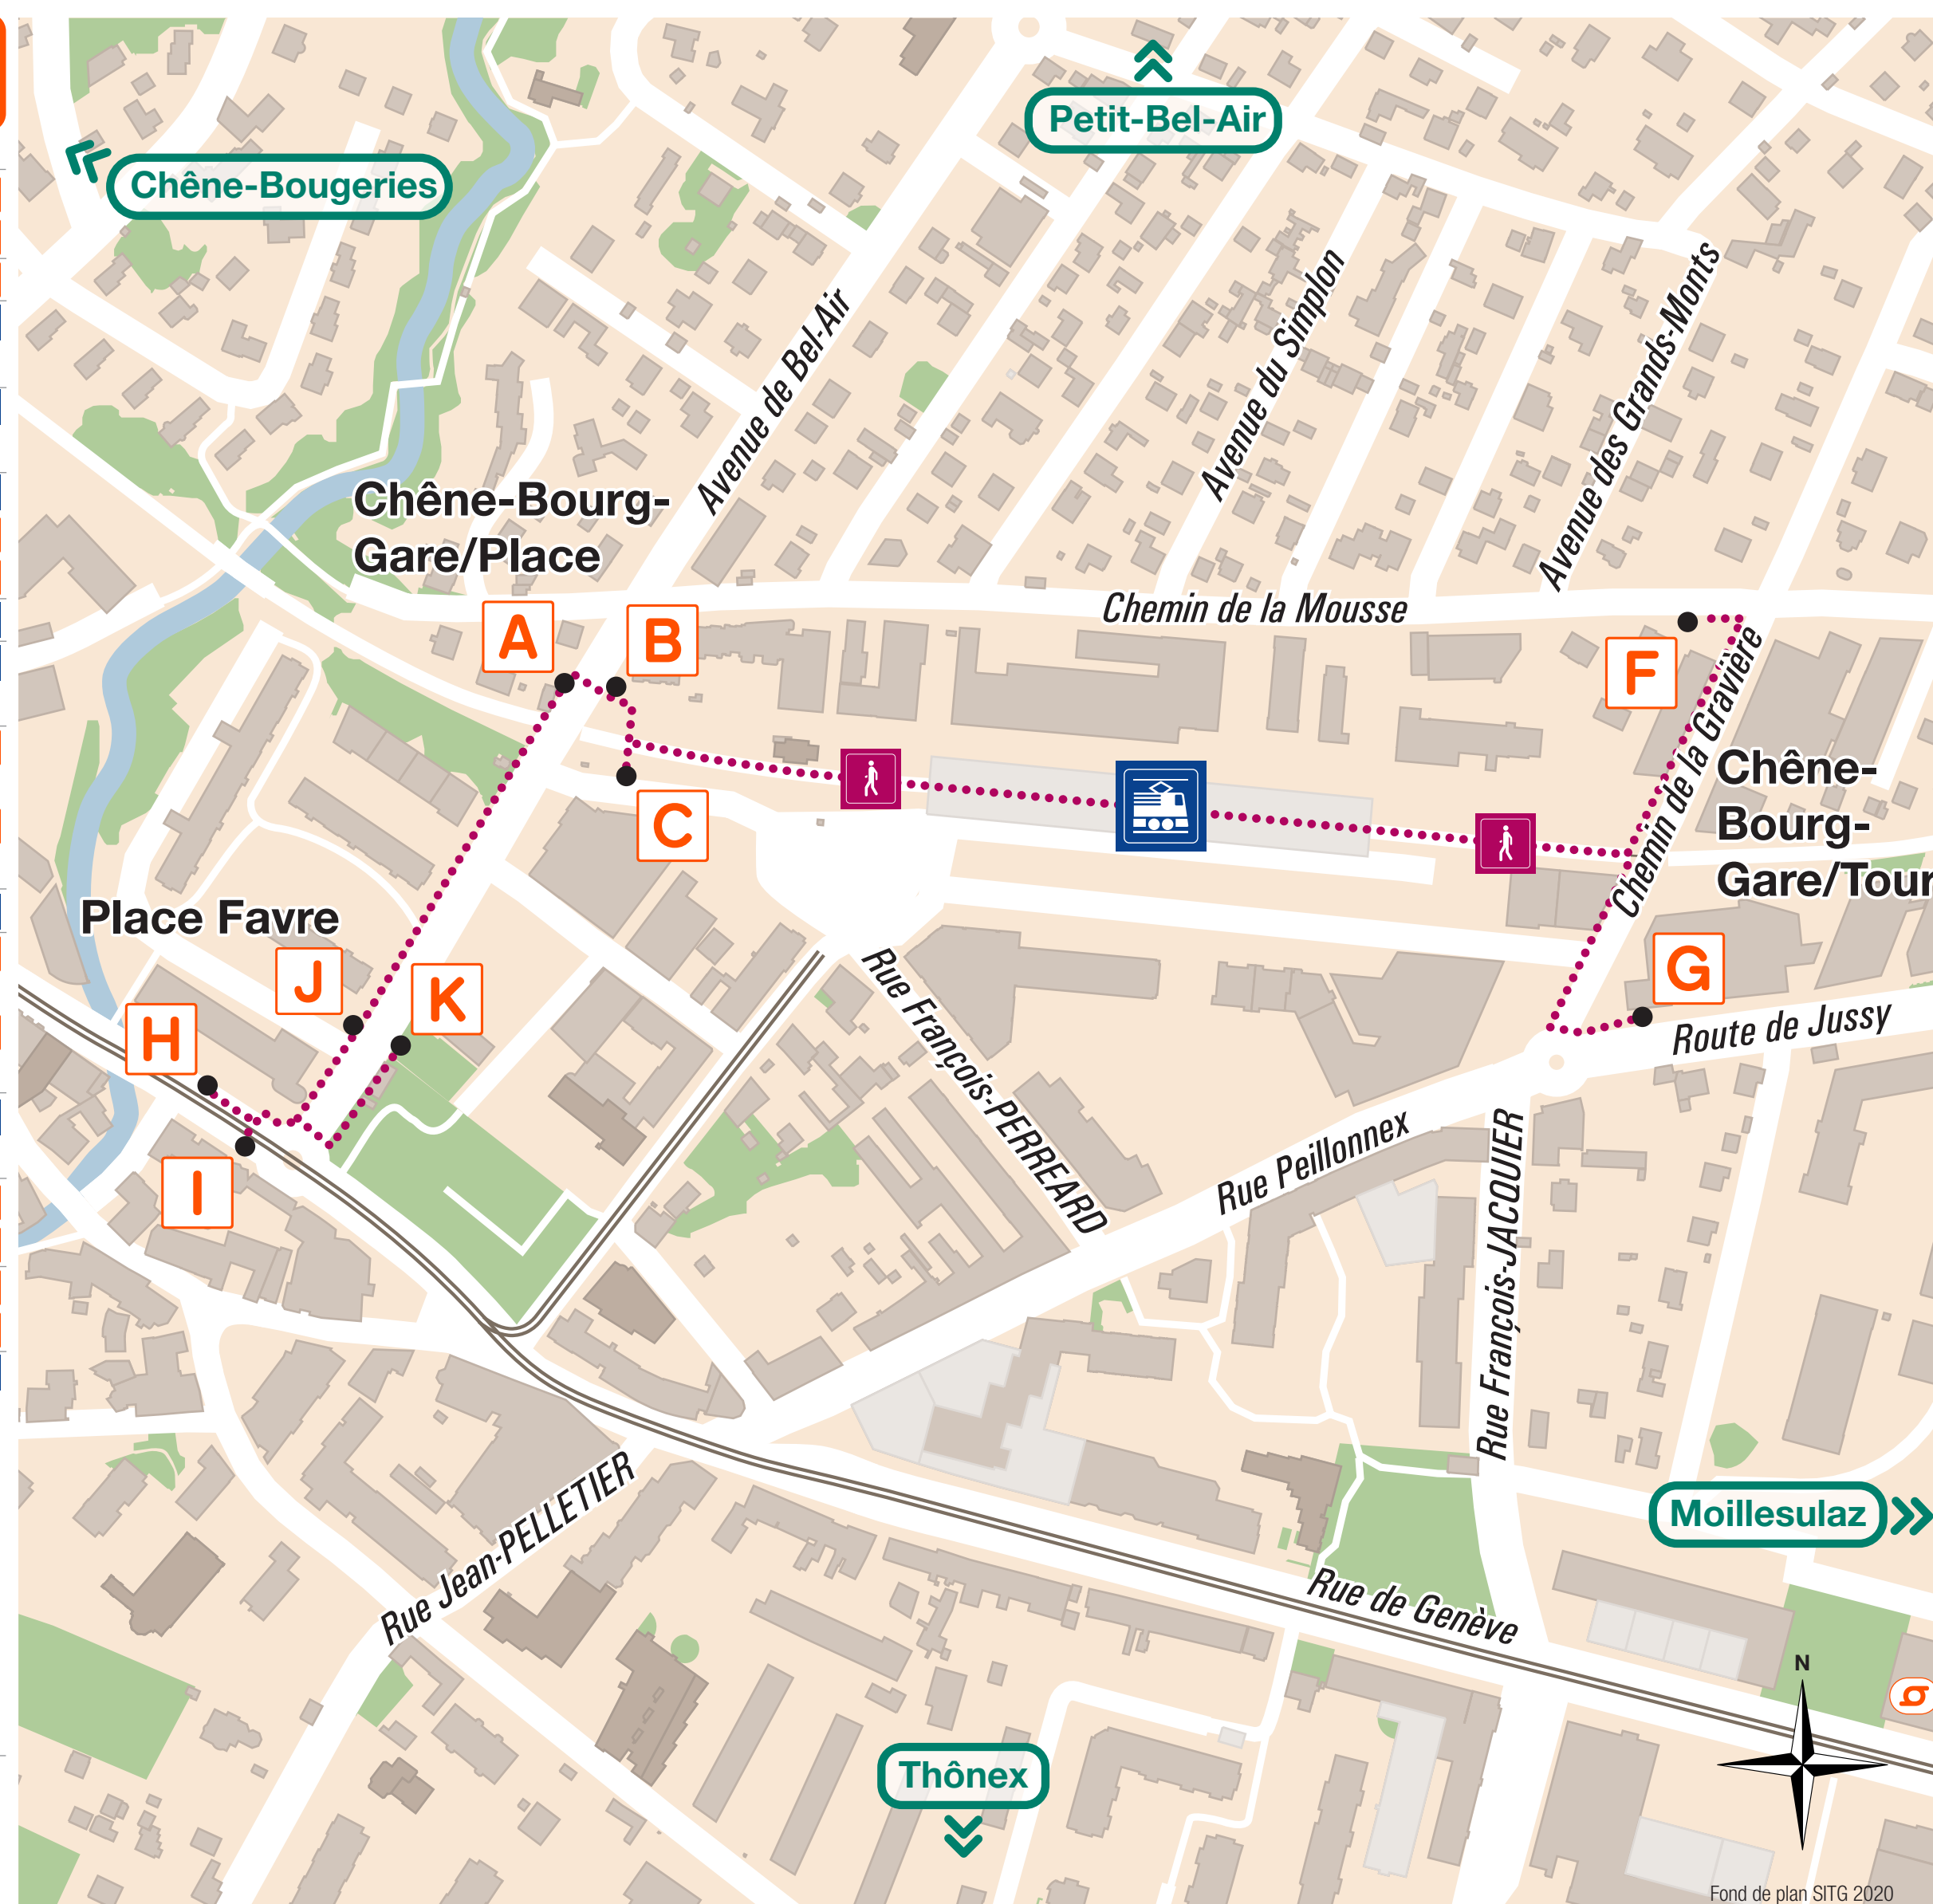 Petit-Bel-Air
Chêne-Bougeries
Avenue de Bel-Air
Avenue du Simplon
Avenue des Grands-Monts
Chêne-Bourg-
Gare/Place
Chemin de la Mousse
A
B
F
C
Chemin de la Gravière
Chêne-
Bourg-
Gare/Tour
Place Favre
J
K
H
I
G
Rue François-PERREARD
Route de Jussy
Rue Peillonnex
Rue François-JACQUIER
Rue Jean-PELLETIER
Moillesulaz
Rue de Genève
N
Thônex
Fond de plan SITG 2020